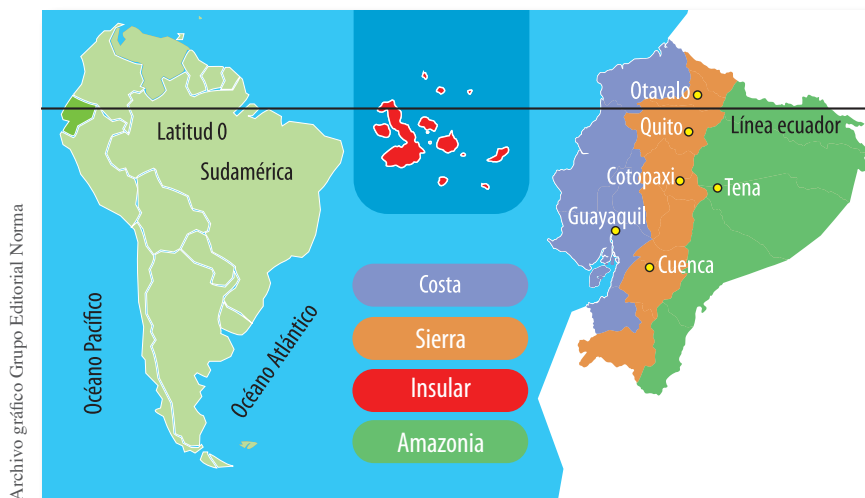 Archivo gráfico Grupo Editorial Norma
Latitud 0
Sudamérica
Océano Pacífico
Océano Atlántico
Costa
Sierra
Insular
Amazonia
Otavalo
Quito
Línea ecuador
Cotopaxi
Tena
Guayaquil
Cuenca